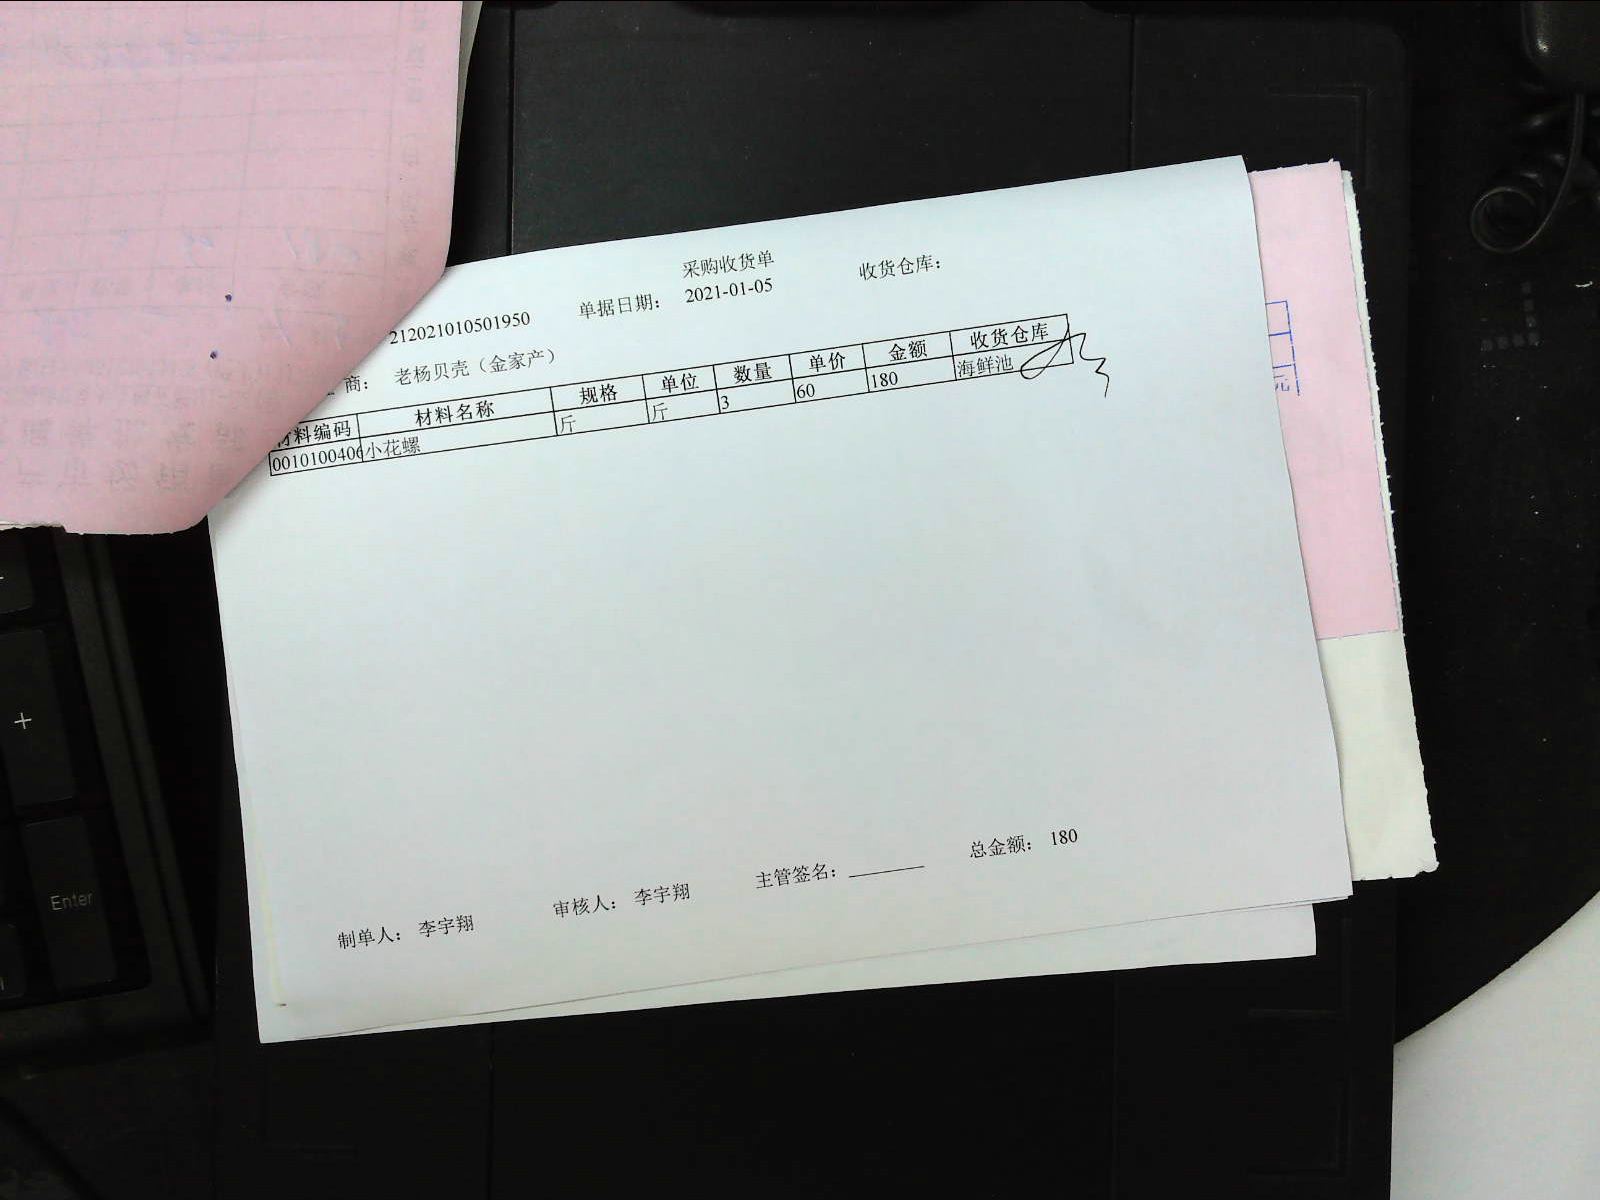 采购收货单
212021010501950 单据日期： 2021-01-05 收货仓库：
商： 老杨贝壳（金家产）
材料编码 材料名称 规格 单位 数量 单价 金额 收货仓库
0010100406 小花螺 斤 斤 3 60 180 海鲜池
制单人： 李宇翔 审核人： 李宇翔 主管签名： 总金额： 180
+
Enter